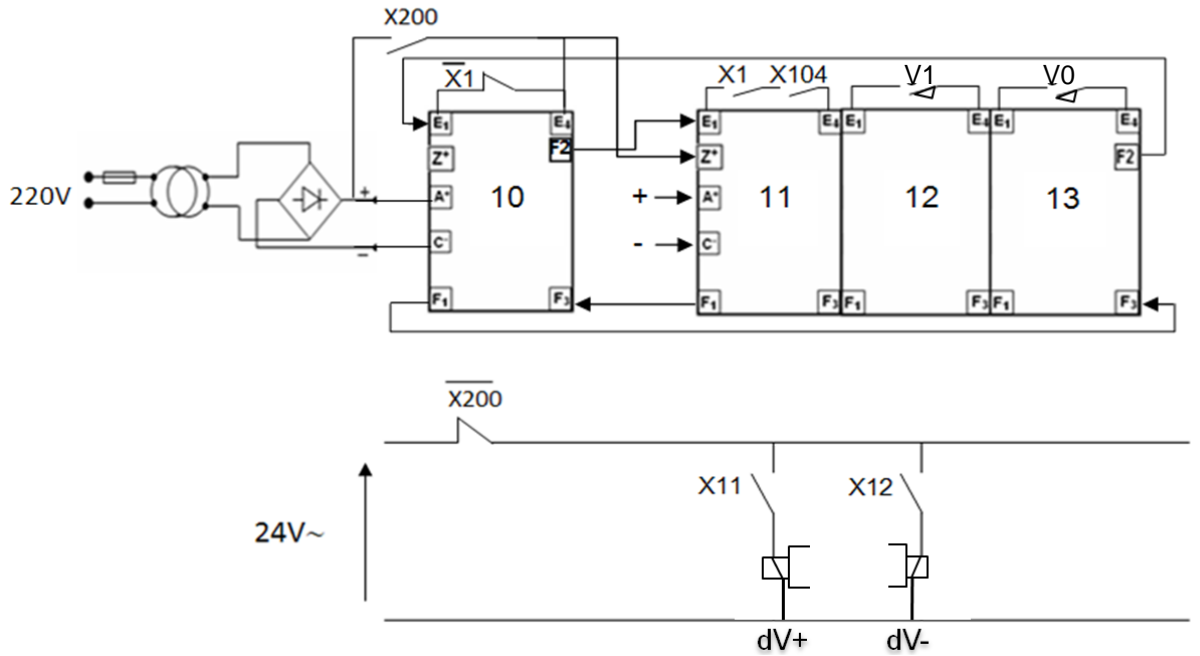 X200
X1 X1 X104 V1 V0
E1 E4 E1 E4 E1 E4 E1 E4
Z+ F2 Z+ F2
220V + A+ 10 + A+ 11 12 13
− C- - C-
F1 F3 F1 F3 F1 F3 F1 F3
X200
X11 X12
24V~
dV+ dV-